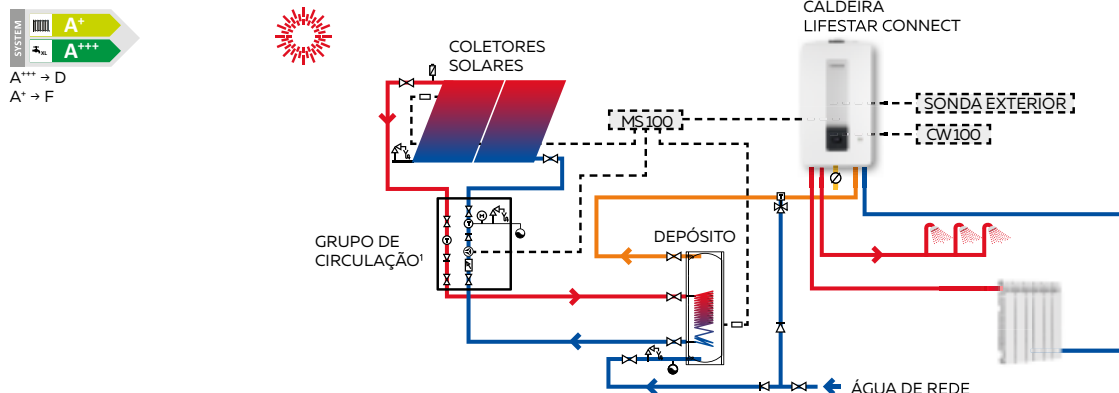 SYSTEM
A+
XL
A+++
A+++ → D
A+ → F
COLETORES
SOLARES
CALDEIRA
LIFESTAR CONNECT
MS100
SONDA EXTERIOR
CW100
GRUPO DE
CIRCULAÇÃO¹
DEPÓSITO
M
ÁGUA DE REDE